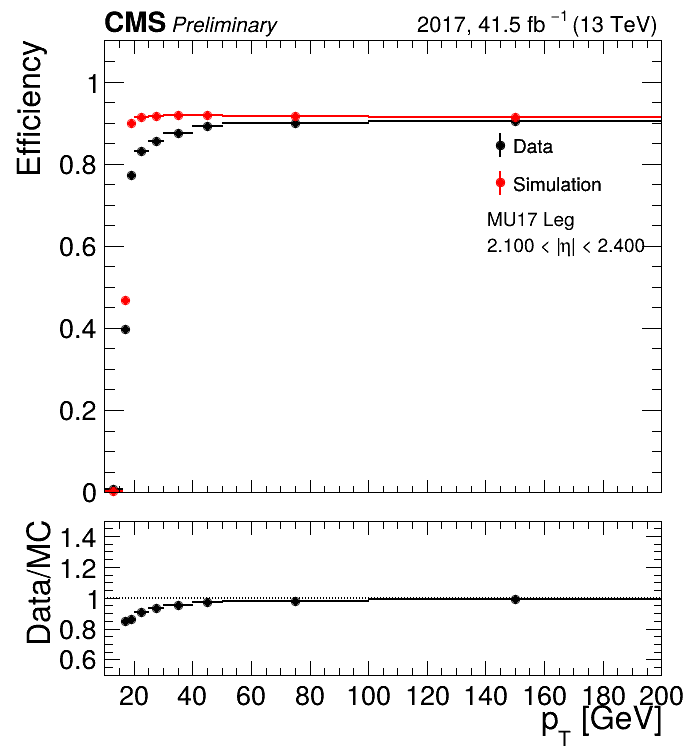 CMS Preliminary 2017, 41.5 fb⁻¹ (13 TeV)
Efficiency
1
0.8
0.6
0.4
0.2
0
Data
Simulation
MU17 Leg
2.100 < |η| < 2.400
Data/MC
1.4
1.2
1
0.8
0.6
20 40 60 80 100 120 140 160 180 200
p_T [GeV]